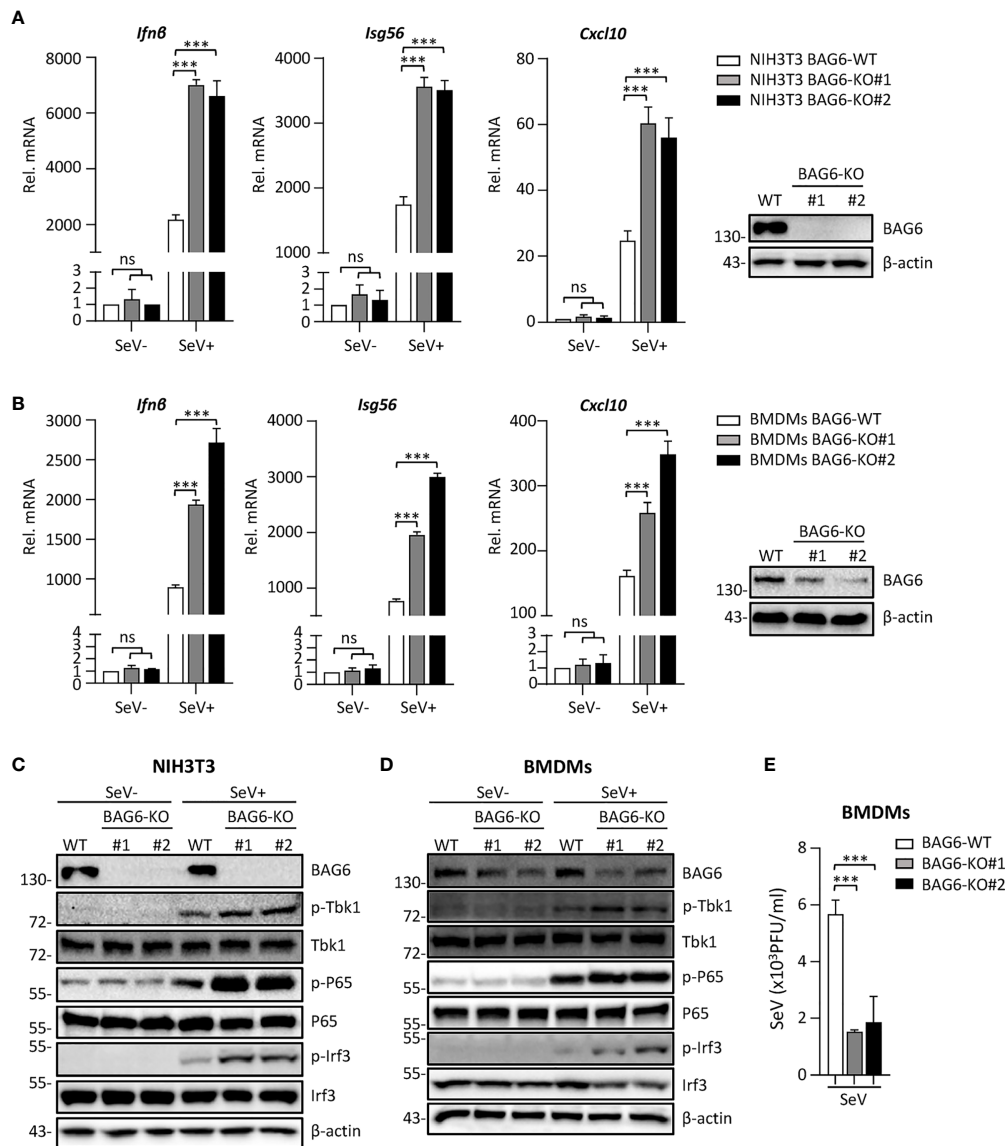 A
Ifnβ
Isg56
Cxcl10
***
***
***
***
***
***
Rel. mRNA
8000
6000
4000
2000
3
2
1
0
ns
SeV-
SeV+
Rel. mRNA
4000
3000
2000
1000
3
2
1
0
ns
SeV-
SeV+
Rel. mRNA
80
60
40
20
0
ns
SeV-
SeV+
NIH3T3 BAG6-WT
NIH3T3 BAG6-KO#1
NIH3T3 BAG6-KO#2
BAG6-KO
WT #1 #2
130- BAG6
43- β-actin
B
Ifnβ
Isg56
Cxcl10
***
***
***
***
***
***
Rel. mRNA
3000
2500
2000
1500
1000
4
3
2
1
0
ns
SeV-
SeV+
Rel. mRNA
4000
3000
2000
1000
4
3
2
1
0
ns
SeV-
SeV+
Rel. mRNA
400
300
200
100
4
3
2
1
0
ns
SeV-
SeV+
BMDMs BAG6-WT
BMDMs BAG6-KO#1
BMDMs BAG6-KO#2
BAG6-KO
WT #1 #2
130- BAG6
43- β-actin
C
NIH3T3
SeV- SeV+
BAG6-KO BAG6-KO
WT #1 #2 WT #1 #2
130- BAG6
72- p-Tbk1
72- Tbk1
55- p-P65
55- P65
55- p-Irf3
55- Irf3
43- β-actin
D
BMDMs
SeV- SeV+
BAG6-KO BAG6-KO
WT #1 #2 WT #1 #2
130- BAG6
72- p-Tbk1
72- Tbk1
55- p-P65
55- P65
55- p-Irf3
55- Irf3
43- β-actin
E
BMDMs
BAG6-WT
BAG6-KO#1
BAG6-KO#2
***
***
SeV (x10³PFU/ml)
8
6
4
2
0
SeV